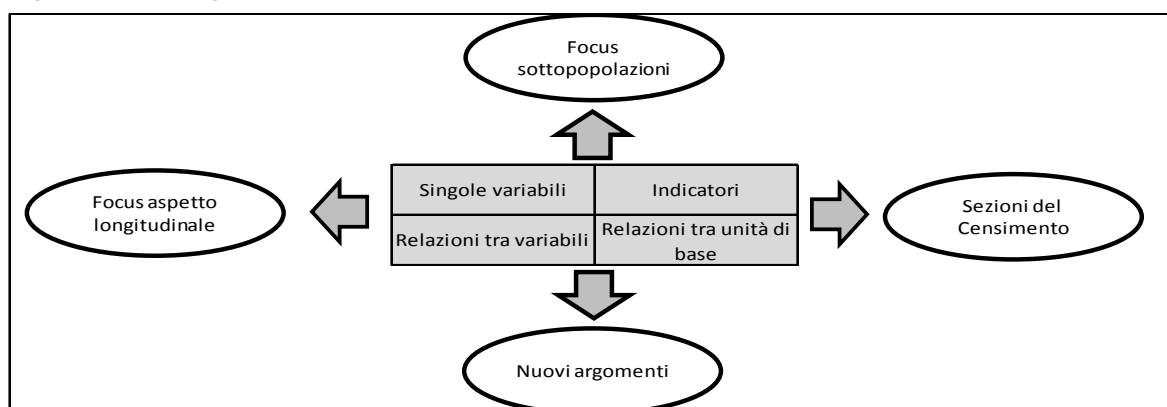 Focus
sottopopolazioni
Singole variabili
Indicatori
Focus aspetto
longitudinale
Sezioni del
Censimento
Relazioni tra variabili
Relazioni tra unità di
base
Nuovi argomenti